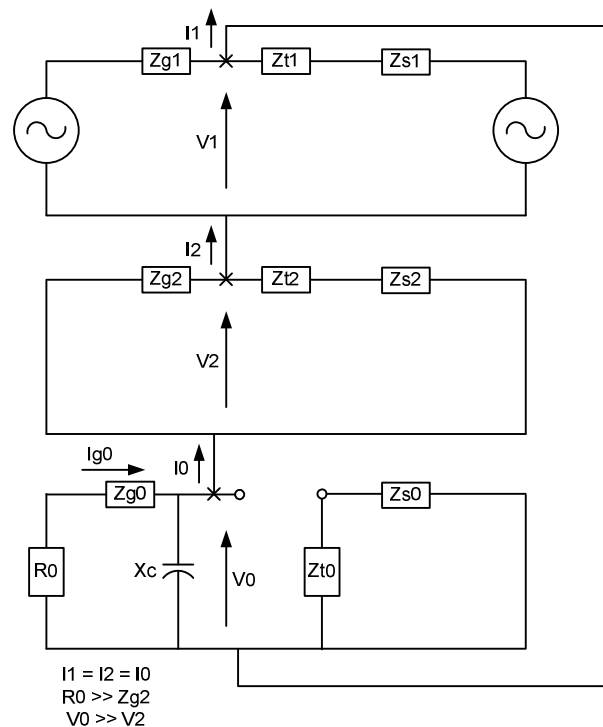 I1
Zg1
Zt1
Zs1
V1
I2
Zg2
Zt2
Zs2
V2
Ig0
I0
Zg0
Zs0
R0
Xc
V0
Zt0
I1 = I2 = I0
R0 >> Zg2
V0 >> V2